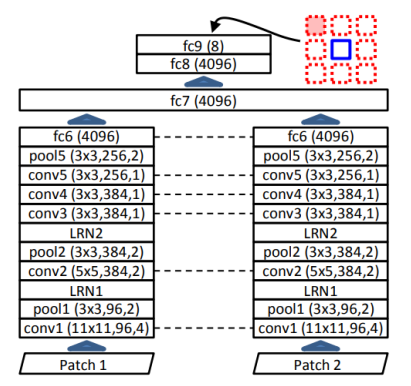 fc9 (8)
fc8 (4096)
fc7 (4096)
fc6 (4096)
pool5 (3x3,256,2)
conv5 (3x3,256,1)
conv4 (3x3,384,1)
conv3 (3x3,384,1)
LRN2
pool2 (3x3,384,2)
conv2 (5x5,384,2)
LRN1
pool1 (3x3,96,2)
conv1 (11x11,96,4)
Patch 1
fc6 (4096)
pool5 (3x3,256,2)
conv5 (3x3,256,1)
conv4 (3x3,384,1)
conv3 (3x3,384,1)
LRN2
pool2 (3x3,384,2)
conv2 (5x5,384,2)
LRN1
pool1 (3x3,96,2)
conv1 (11x11,96,4)
Patch 2